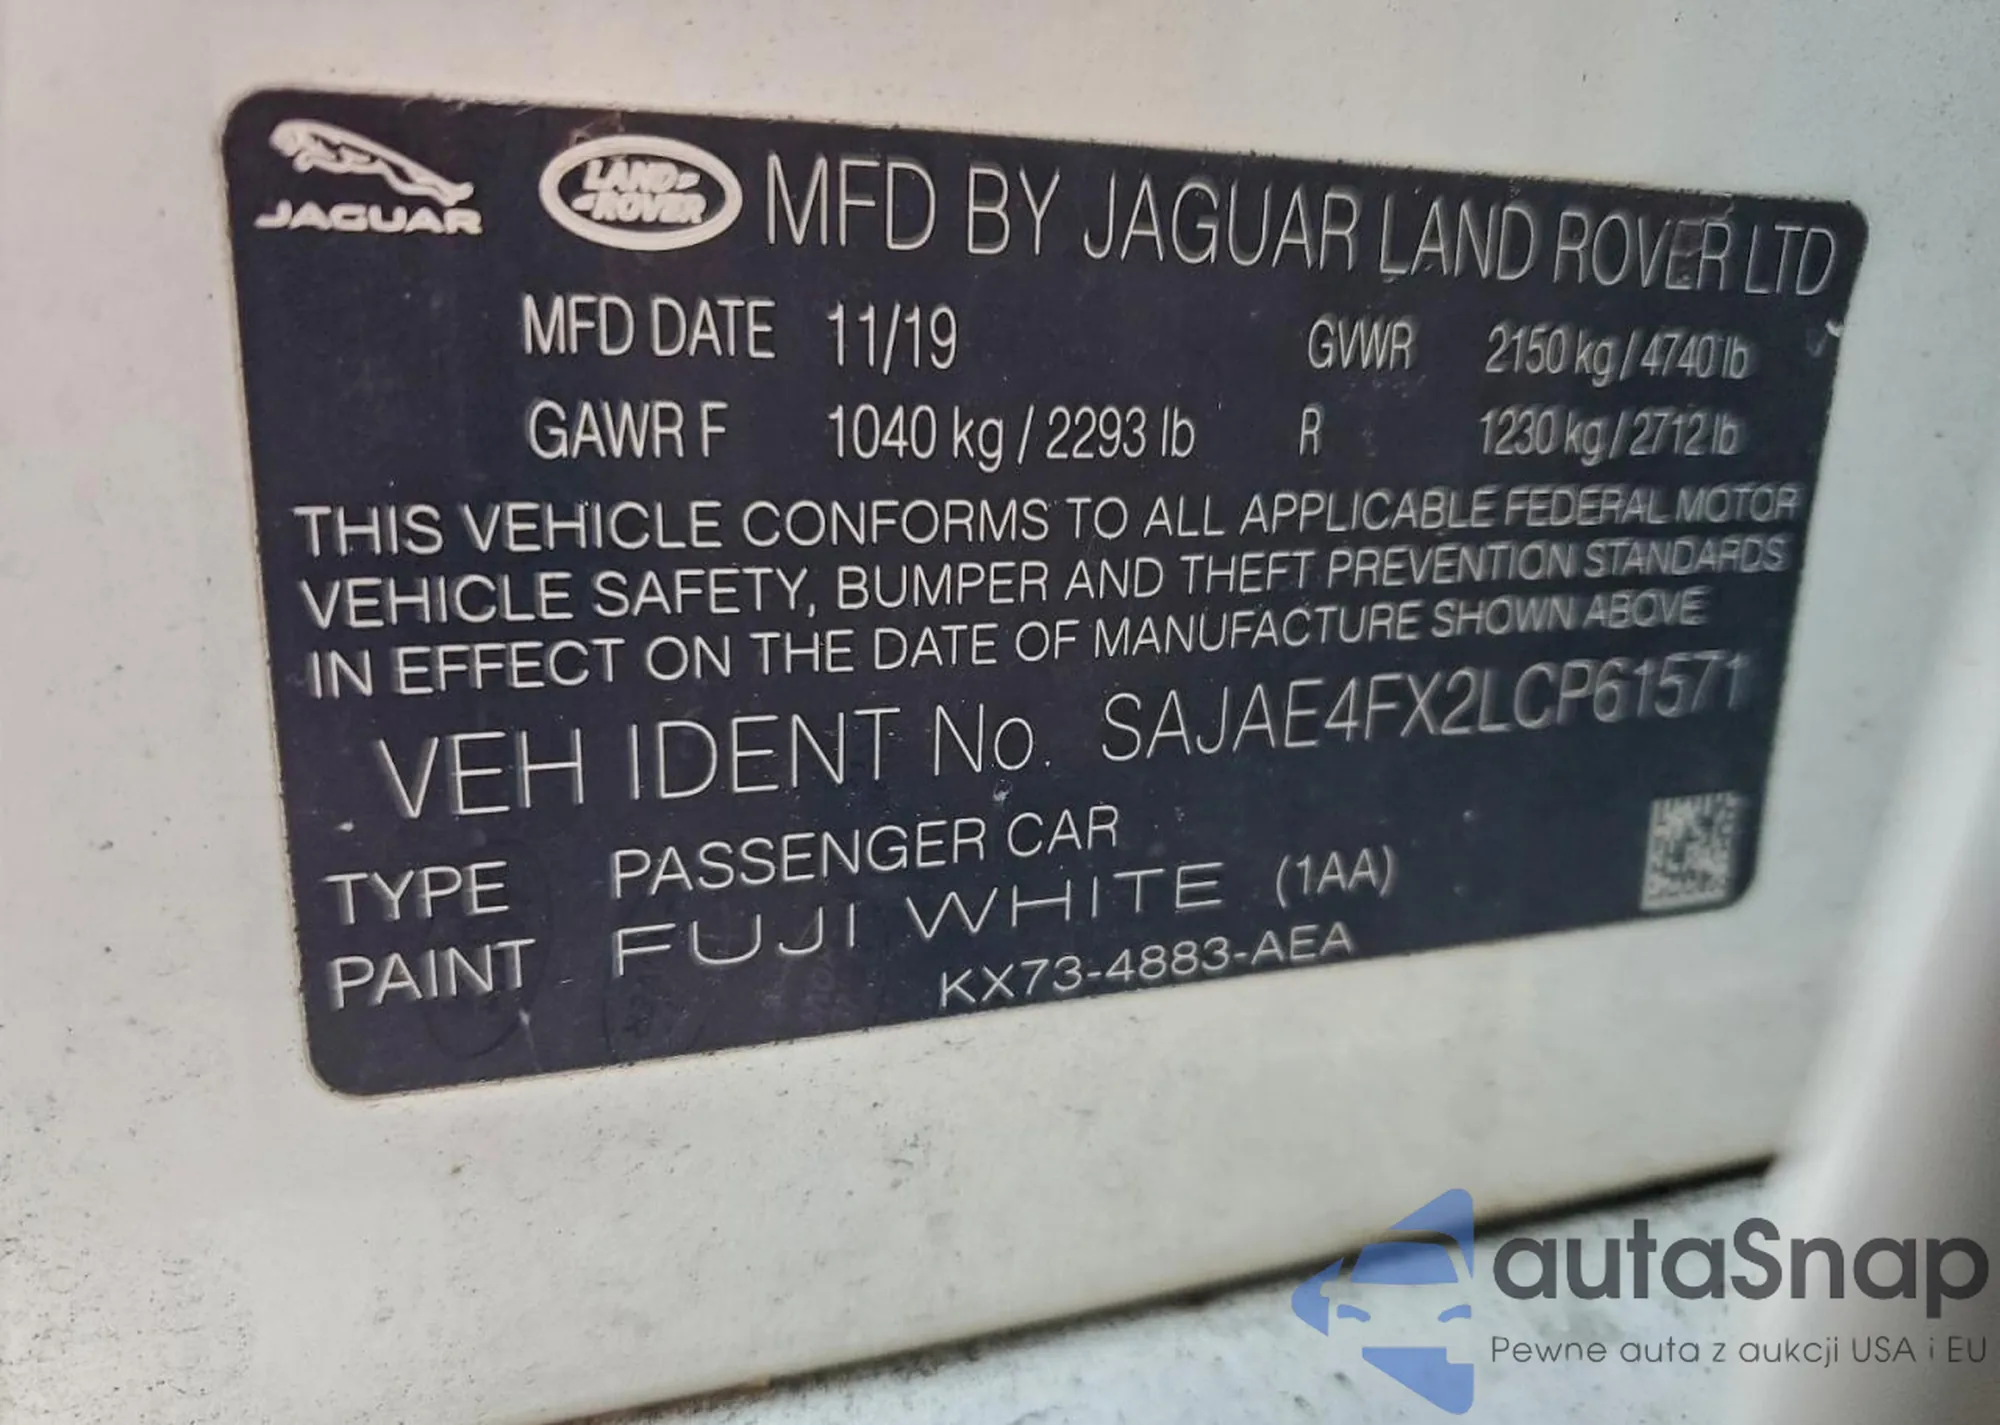 JAGUAR
LAND
ROVER
MFD BY JAGUAR LAND ROVER LTD
MFD DATE 11/19 GVWR 2150 kg / 4740 lb
GAWR F 1040 kg / 2293 lb R 1230 kg / 2712 lb
THIS VEHICLE CONFORMS TO ALL APPLICABLE FEDERAL MOTOR
VEHICLE SAFETY, BUMPER AND THEFT PREVENTION STANDARDS
IN EFFECT ON THE DATE OF MANUFACTURE SHOWN ABOVE
VEH IDENT No. SAJAE4FX2LCP61571
TYPE PASSENGER CAR
PAINT FUJI WHITE (1AA)
KX73-4883-AEA
autaSnap
Pewne auta z aukcji USA i EU